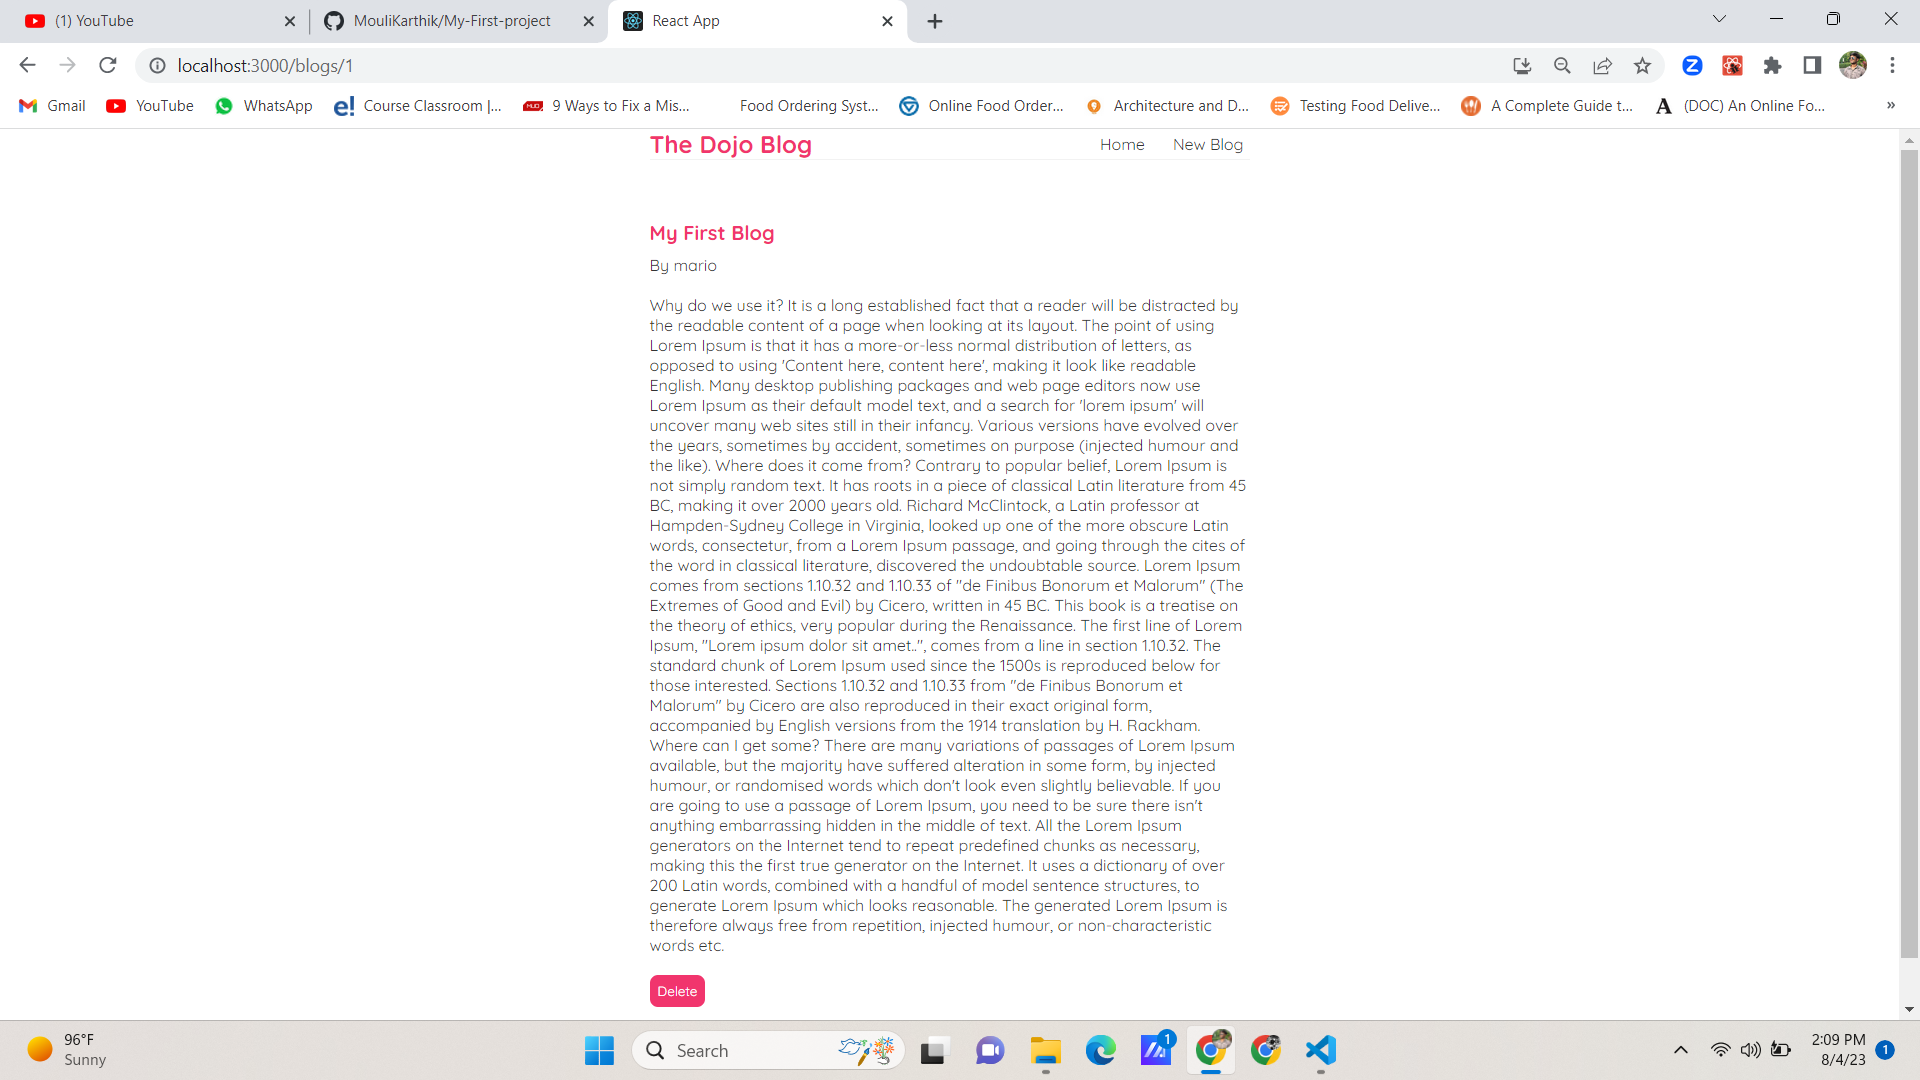 (1) YouTube
MouliKarthik/My-First-project
React App
localhost:3000/blogs/1
Gmail
YouTube
WhatsApp
Course Classroom |...
9 Ways to Fix a Mis...
Food Ordering Syst...
Online Food Order...
Architecture and D...
Testing Food Delive...
A Complete Guide t...
(DOC) An Online Fo...
»
The Dojo Blog
Home
New Blog
My First Blog
By mario
Why do we use it? It is a long established fact that a reader will be distracted by
the readable content of a page when looking at its layout. The point of using
Lorem Ipsum is that it has a more-or-less normal distribution of letters, as
opposed to using 'Content here, content here', making it look like readable
English. Many desktop publishing packages and web page editors now use
Lorem Ipsum as their default model text, and a search for 'lorem ipsum' will
uncover many web sites still in their infancy. Various versions have evolved over
the years, sometimes by accident, sometimes on purpose (injected humour and
the like). Where does it come from? Contrary to popular belief, Lorem Ipsum is
not simply random text. It has roots in a piece of classical Latin literature from 45
BC, making it over 2000 years old. Richard McClintock, a Latin professor at
Hampden-Sydney College in Virginia, looked up one of the more obscure Latin
words, consectetur, from a Lorem Ipsum passage, and going through the cites of
the word in classical literature, discovered the undoubtable source. Lorem Ipsum
comes from sections 1.10.32 and 1.10.33 of "de Finibus Bonorum et Malorum" (The
Extremes of Good and Evil) by Cicero, written in 45 BC. This book is a treatise on
the theory of ethics, very popular during the Renaissance. The first line of Lorem
Ipsum, "Lorem ipsum dolor sit amet..", comes from a line in section 1.10.32. The
standard chunk of Lorem Ipsum used since the 1500s is reproduced below for
those interested. Sections 1.10.32 and 1.10.33 from "de Finibus Bonorum et
Malorum" by Cicero are also reproduced in their exact original form,
accompanied by English versions from the 1914 translation by H. Rackham.
Where can I get some? There are many variations of passages of Lorem Ipsum
available, but the majority have suffered alteration in some form, by injected
humour, or randomised words which don't look even slightly believable. If you
are going to use a passage of Lorem Ipsum, you need to be sure there isn't
anything embarrassing hidden in the middle of text. All the Lorem Ipsum
generators on the Internet tend to repeat predefined chunks as necessary,
making this the first true generator on the Internet. It uses a dictionary of over
200 Latin words, combined with a handful of model sentence structures, to
generate Lorem Ipsum which looks reasonable. The generated Lorem Ipsum is
therefore always free from repetition, injected humour, or non-characteristic
words etc.
Delete
96°F
Sunny
Search
1
2:09 PM
8/4/23
1